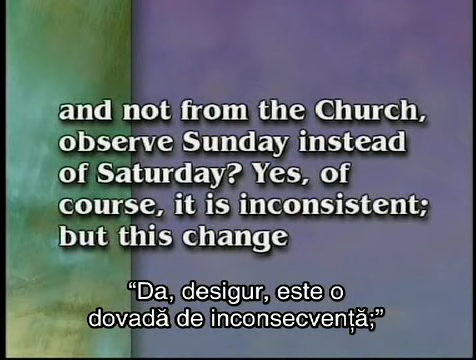 and not from the Church,
observe Sunday instead
of Saturday? Yes, of
course, it is inconsistent;
but this change
“Da, desigur, este o
dovadă de inconsecvenţă;”